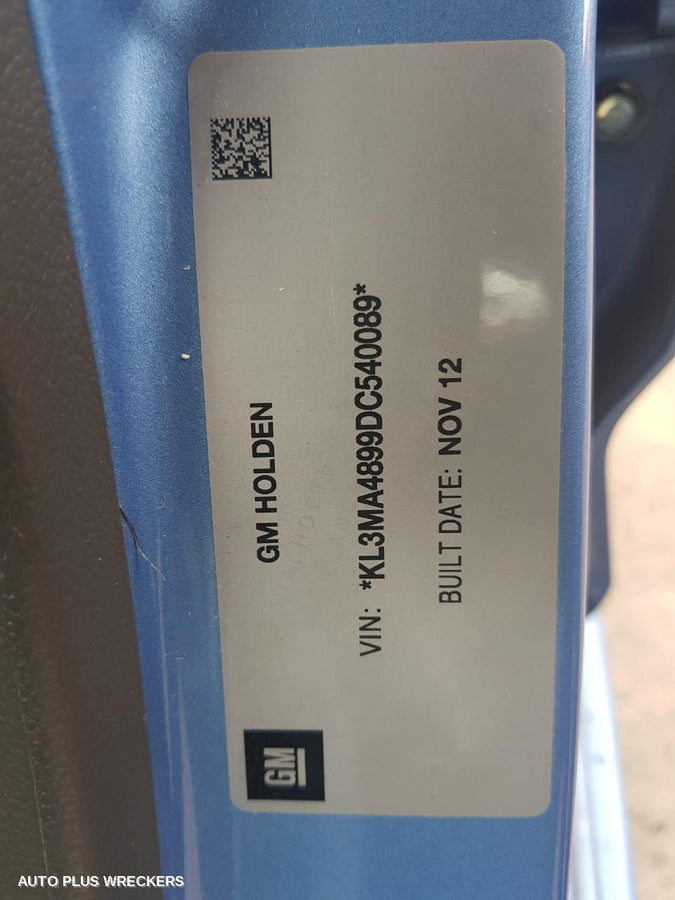 GM HOLDEN
VIN: *KL3MA4899DC540089*
BUILT DATE: NOV 12
GM
AUTO PLUS WRECKERS